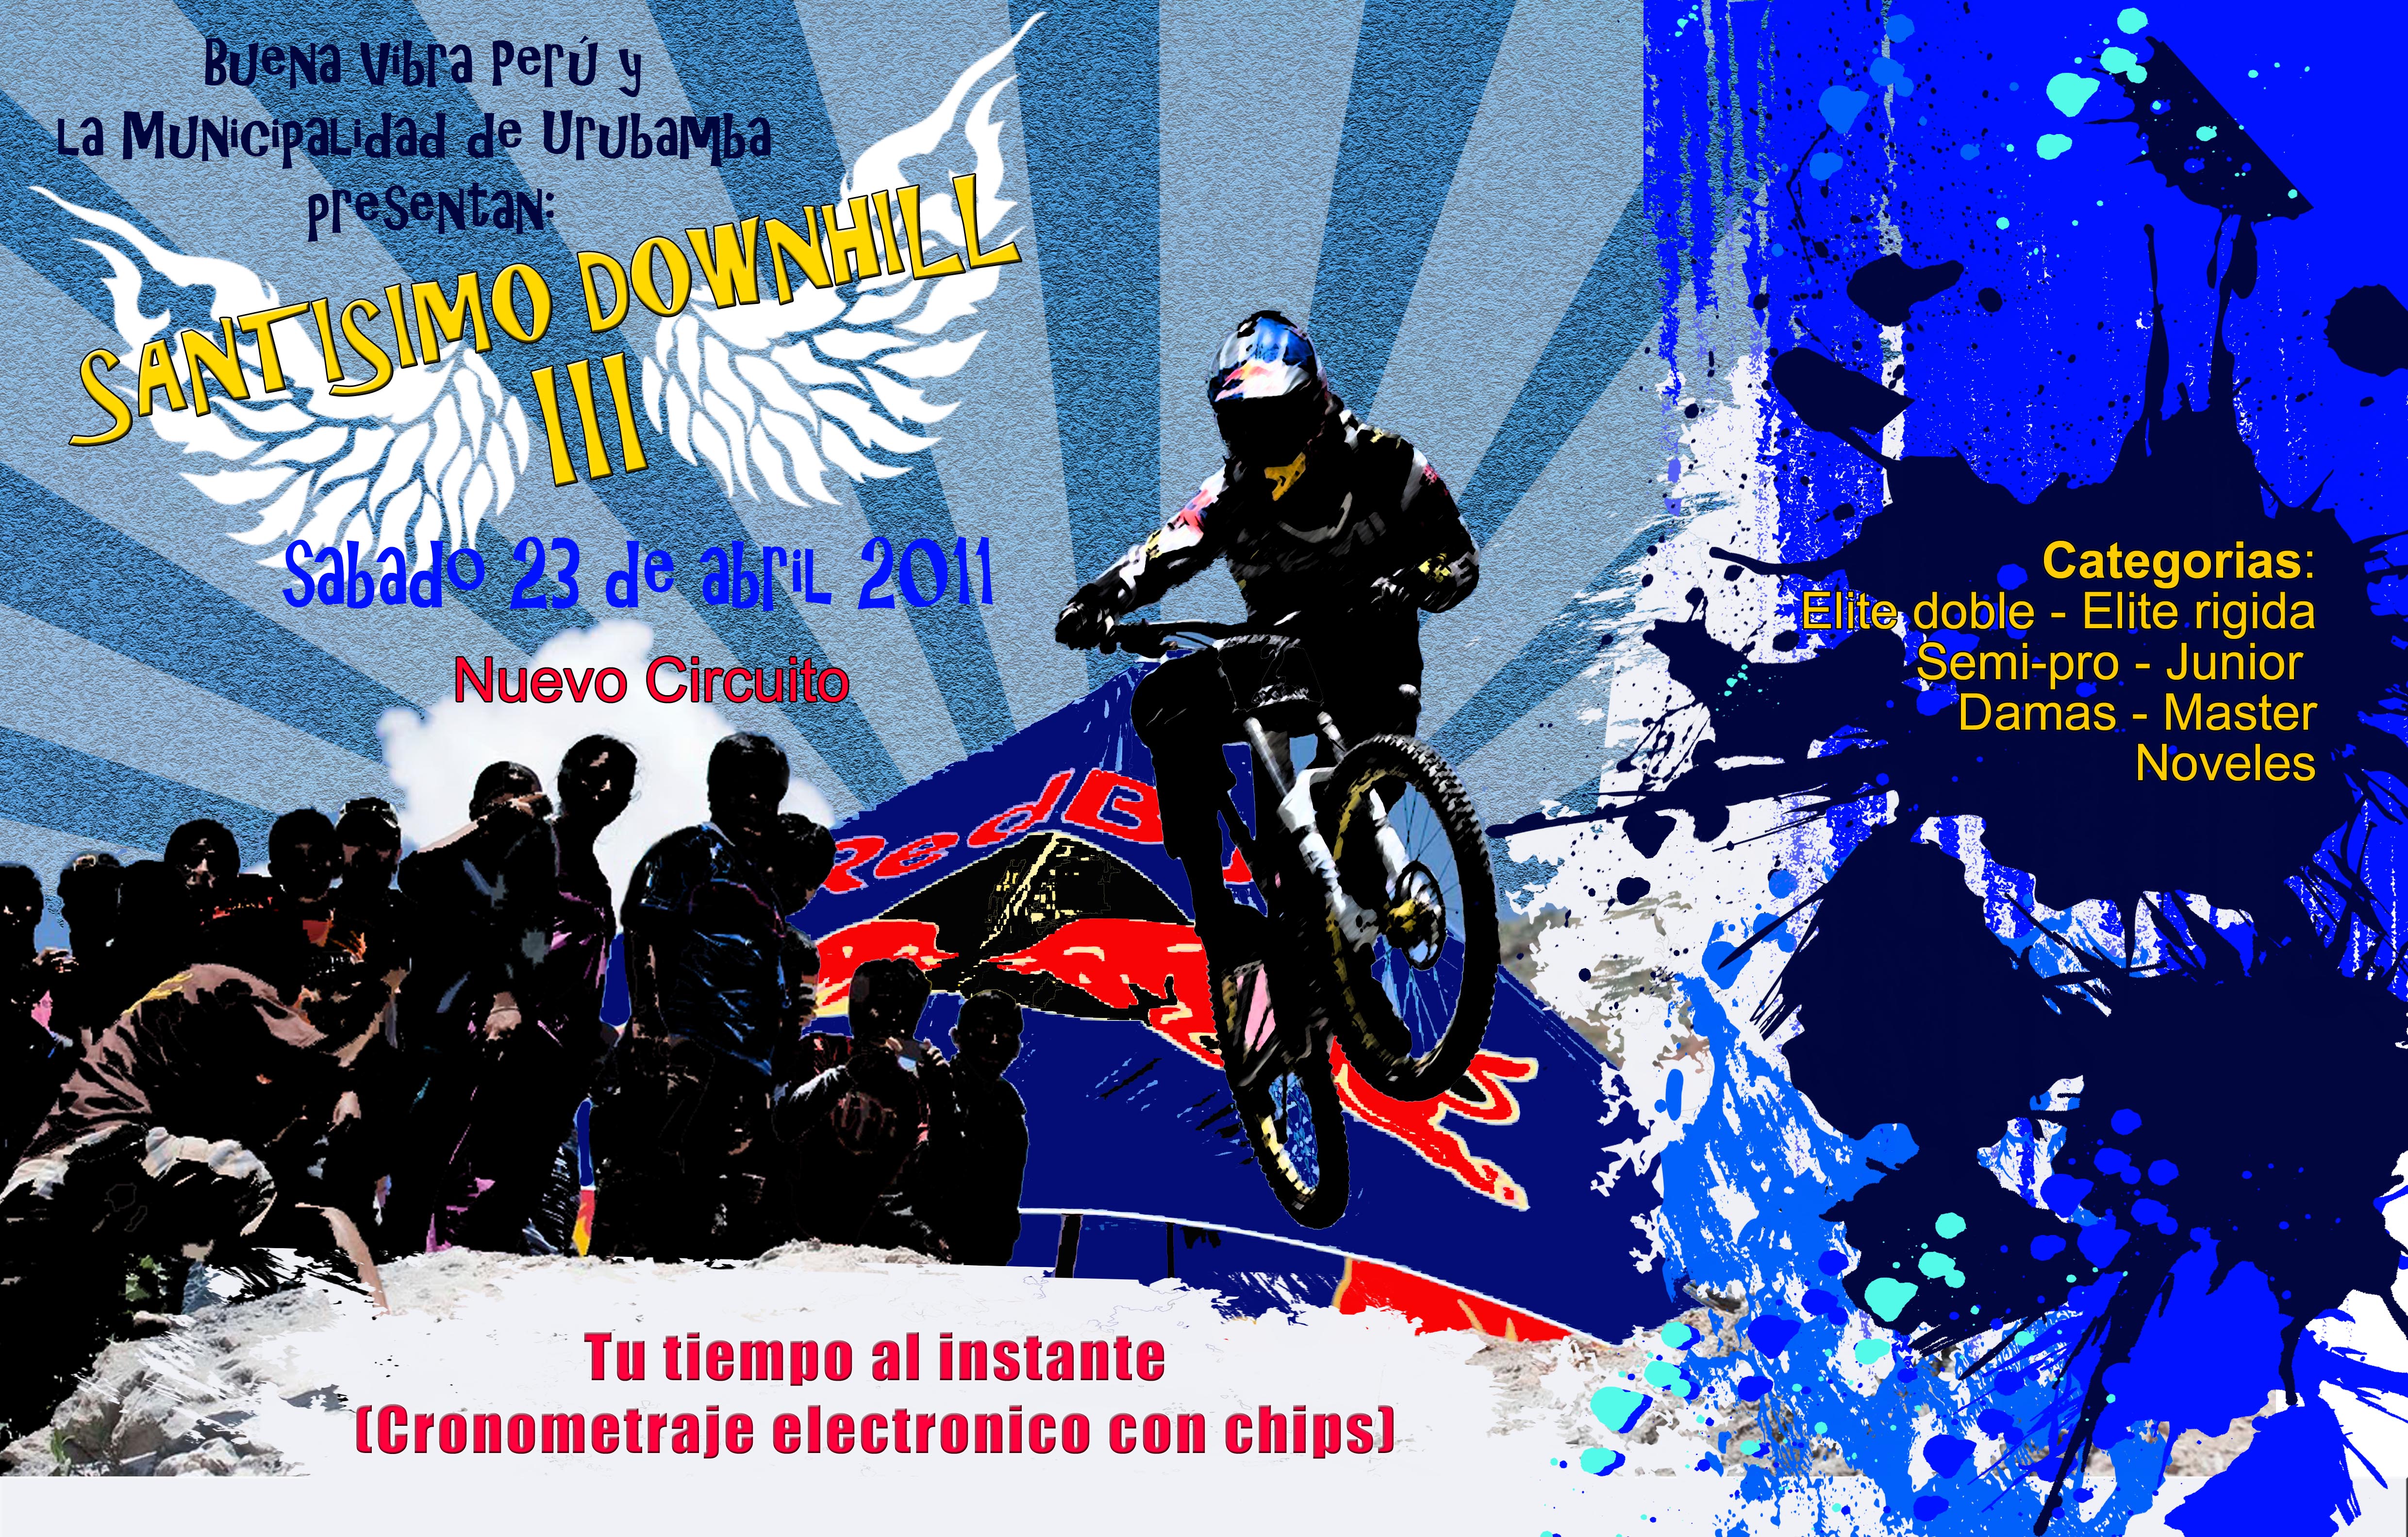 Buena Vibra Perú y
La Municipalidad de Urubamba
presentan:
SANTISIMO DOWNHILL
III
Sabado 23 de abril 2011
Nuevo Circuito
Categorias:
Elite doble - Elite rigida
Semi-pro - Junior
Damas - Master
Noveles
RedB
Tu tiempo al instante
(Cronometraje electronico con chips)